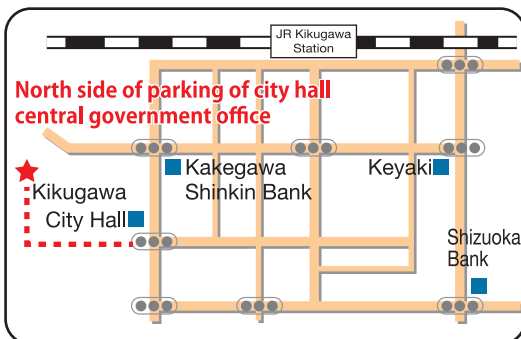 JR Kikugawa
Station
North side of parking of city hall
central government office
Kakegawa
Shinkin Bank
Keyaki
Kikugawa
City Hall
Shizuoka
Bank